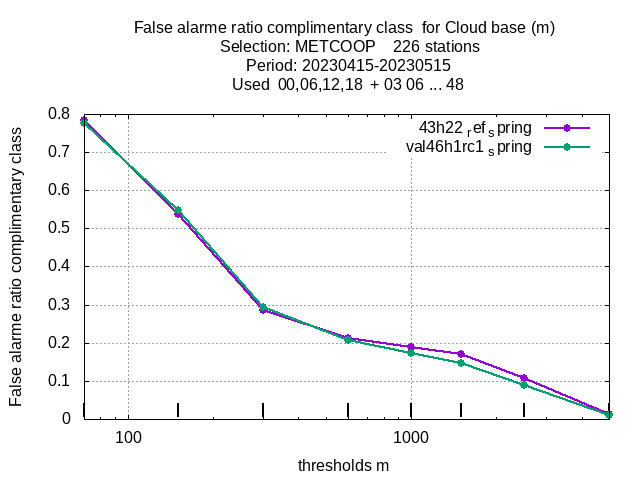 False alarme ratio complimentary class  for Cloud base (m)
Selection: METCOOP    226 stations
Period: 20230415-20230515
Used  00,06,12,18  + 03 06 ... 48
43h22 ref spring
val46h1rc1 spring
False alarme ratio complimentary class
0.8
0.7
0.6
0.5
0.4
0.3
0.2
0.1
0
100
1000
thresholds m